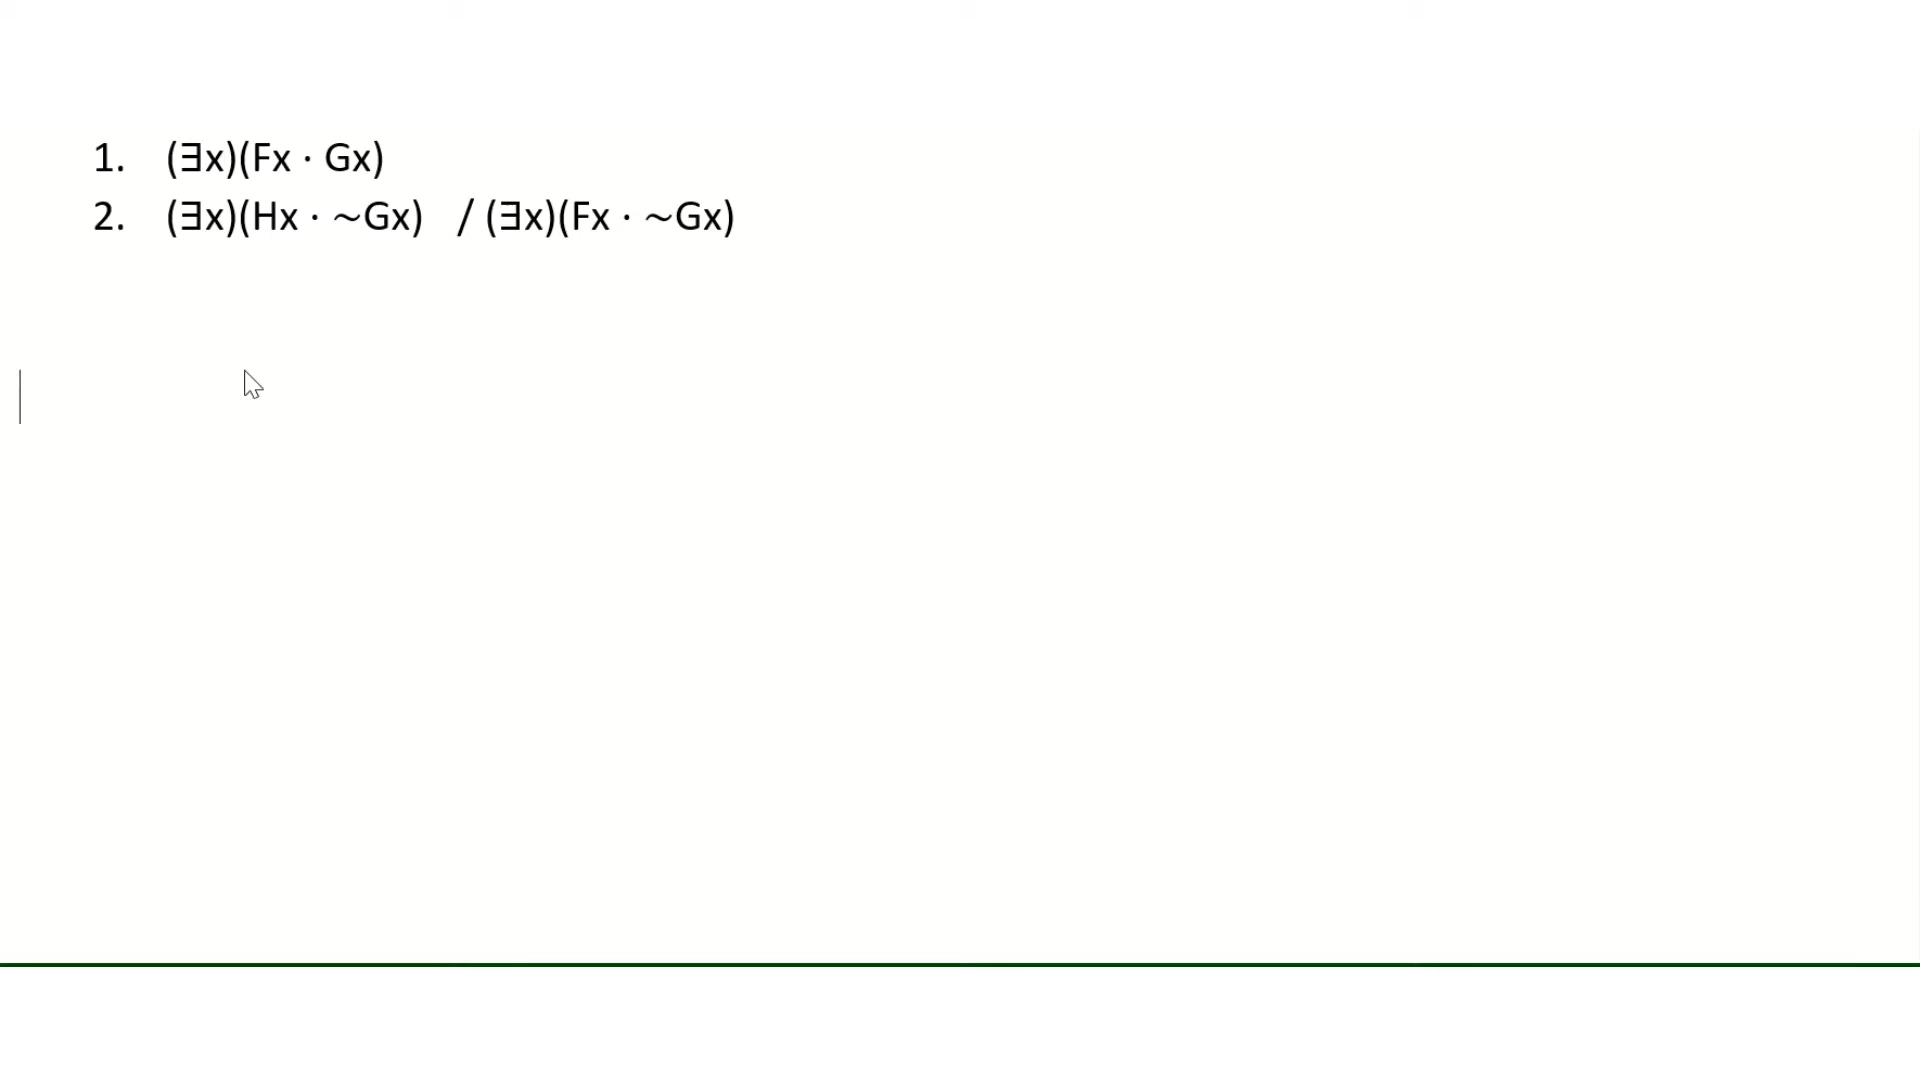 1. (∃x)(Fx · Gx)
2. (∃x)(Hx · ~Gx) / (∃x)(Fx · ~Gx)